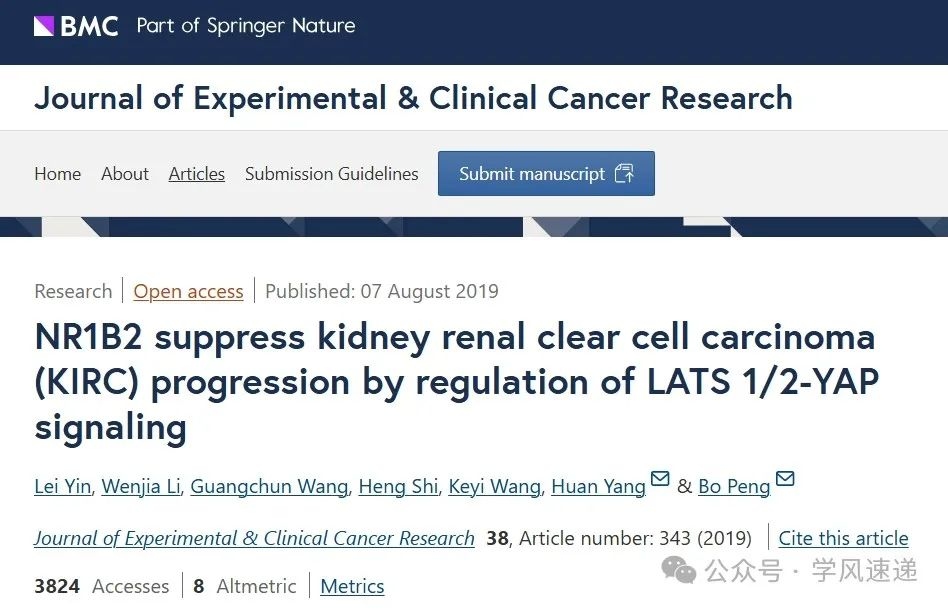 BMC Part of Springer Nature
Journal of Experimental & Clinical Cancer Research
Home About Articles Submission Guidelines Submit manuscript
Research Open access Published: 07 August 2019
NR1B2 suppress kidney renal clear cell carcinoma
(KIRC) progression by regulation of LATS 1/2-YAP
signaling
Lei Yin, Wenjia Li, Guangchun Wang, Heng Shi, Keyi Wang, Huan Yang & Bo Peng
Journal of Experimental & Clinical Cancer Research 38, Article number: 343 (2019) Cite this article
公众号 · 学风速递
3824 Accesses 8 Altmetric Metrics